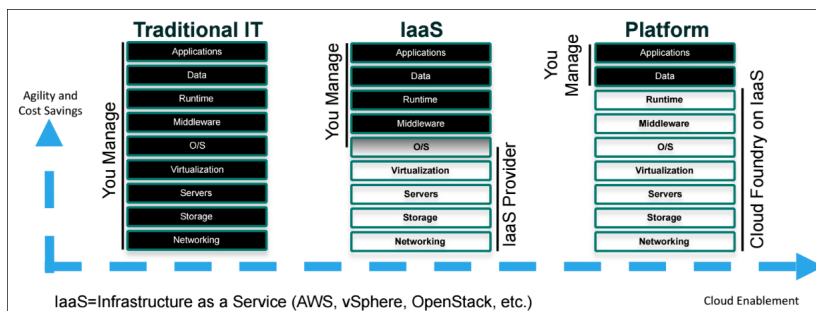 Traditional IT
IaaS
Platform
Agility and
Cost Savings
You Manage
Applications
Data
Runtime
Middleware
O/S
Virtualization
Servers
Storage
Networking
You Manage
Applications
Data
Runtime
Middleware
O/S
Virtualization
Servers
Storage
Networking
IaaS Provider
You
Manage
Applications
Data
Runtime
Middleware
O/S
Virtualization
Servers
Storage
Networking
Cloud Foundry on IaaS
IaaS=Infrastructure as a Service (AWS, vSphere, OpenStack, etc.)
Cloud Enablement